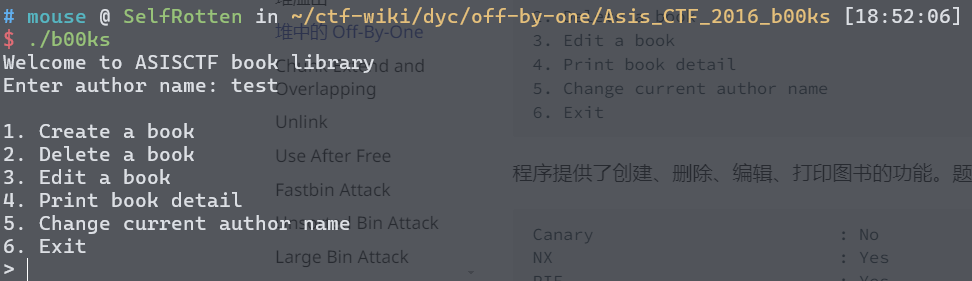 # mouse @ SelfRotten in ~/ctf-wiki/dyc/off-by-one/Asis_CTF_2016_b00ks [18:52:06]
$ ./b00ks
Welcome to ASISCTF book library
Enter author name: test
1. Create a book
2. Delete a book
3. Edit a book
4. Print book detail
5. Change current author name
6. Exit
>
堆中的 Off-By-One
Chunk Extend and
Overlapping
Unlink
Use After Free
Fastbin Attack
Unsorted Bin Attack
Large Bin Attack
3. Edit a book
4. Print book detail
5. Change current author name
6. Exit
程序提供了创建、删除、编辑、打印图书的功能。题
Canary : No
NX : Yes
PIE : Yes